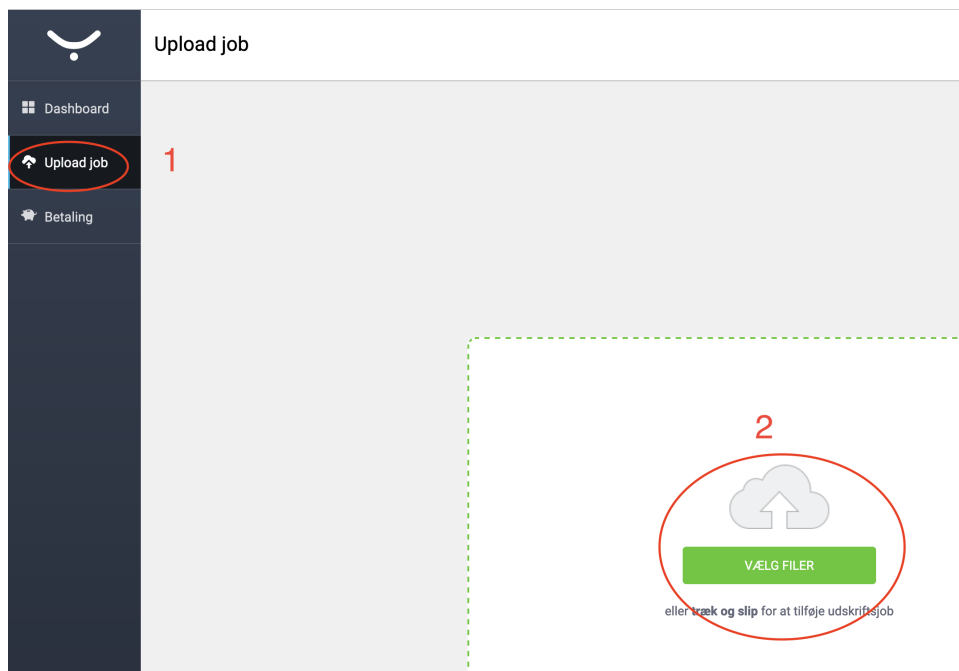 Upload job
Dashboard
Upload job
1
Betaling
2
VÆLG FILER
eller træk og slip for at tilføje udskriftsjob